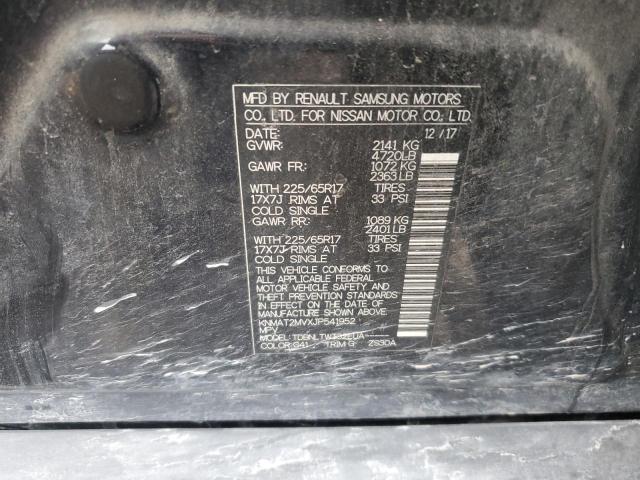 MFD BY RENAULT SAMSUNG MOTORS
CO., LTD. FOR NISSAN MOTOR CO., LTD.
DATE: 12/17
GVWR: 2141 KG
4720LB
GAWR FR: 1072 KG
2363 LB
WITH 225/65R17 TIRES
17X7J RIMS AT 33 PSI
COLD SINGLE
GAWR RR: 1089 KG
2401 LB
WITH 225/65R17 TIRES
17X7J RIMS AT 33 PSI
COLD SINGLE
THIS VEHICLE CONFORMS TO
ALL APPLICABLE FEDERAL
MOTOR VEHICLE SAFETY AND
THEFT PREVENTION STANDARDS
IN EFFECT ON THE DATE OF
MANUFACTURE SHOWN ABOVE
KNMAT2MVXJP541952
MPV
MODEL:
COLOR: G41 TRIM: G